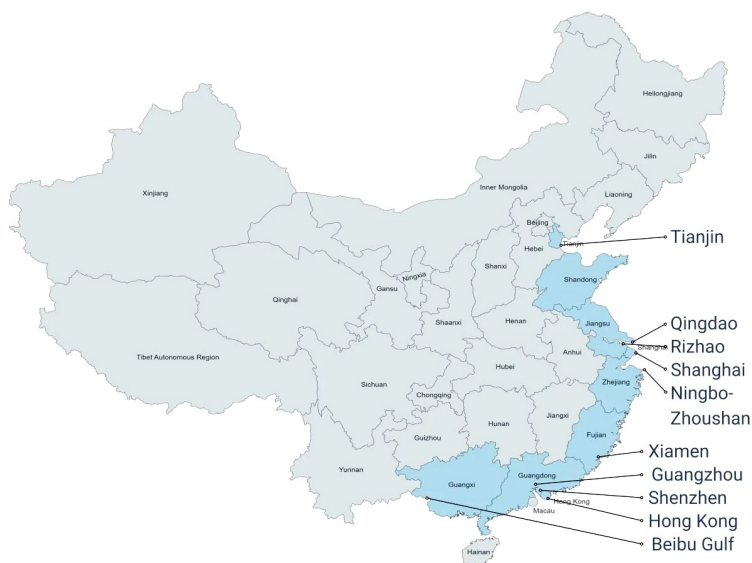 Heilongjiang
Jilin
Xinjiang
Inner Mongolia
Liaoning
Beijing
Tianjin
Tianjin
Hebei
Ningxia
Shanxi
Shandong
Gansu
Qinghai
Shaanxi
Henan
Jiangsu
Qingdao
Rizhao
Shanghai
Shanghai
Anhui
Tibet Autonomous Region
Hubei
Sichuan
Zhejiang
Ningbo-
Zhoushan
Chongqing
Hunan
Jiangxi
Guizhou
Fujian
Xiamen
Yunnan
Guangxi
Guangdong
Guangzhou
Shenzhen
Hong Kong
Macau
Hong Kong
Beibu Gulf
Hainan